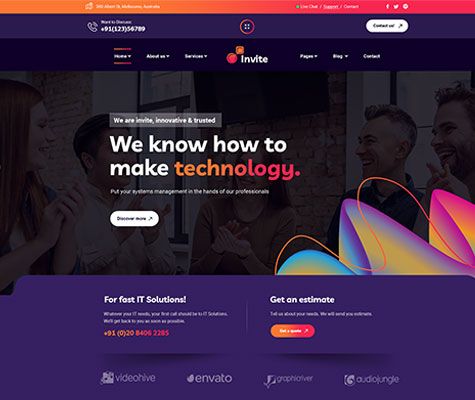 300 Albert St, Melbourne, Australia
Live Chat / Support / Contact
Want to Discuss:
+91(123)56789
Contact us!
Home
About us
Services
Invite
Pages
Blog
Contact
We are invite, innovative & trusted
We know how to
make technology.
Put your systems management in the hands of our professionals
Discover more
For fast IT Solutions!
Whatever your IT needs, your first call should be to IT Solutions.
We'll get back to you as soon as possible.
+91 (0)20 8406 2285
Get an estimate
Tell us about your needs. We will send you estimate.
Get a quote
videohive
envato
graphicriver
audiojungle